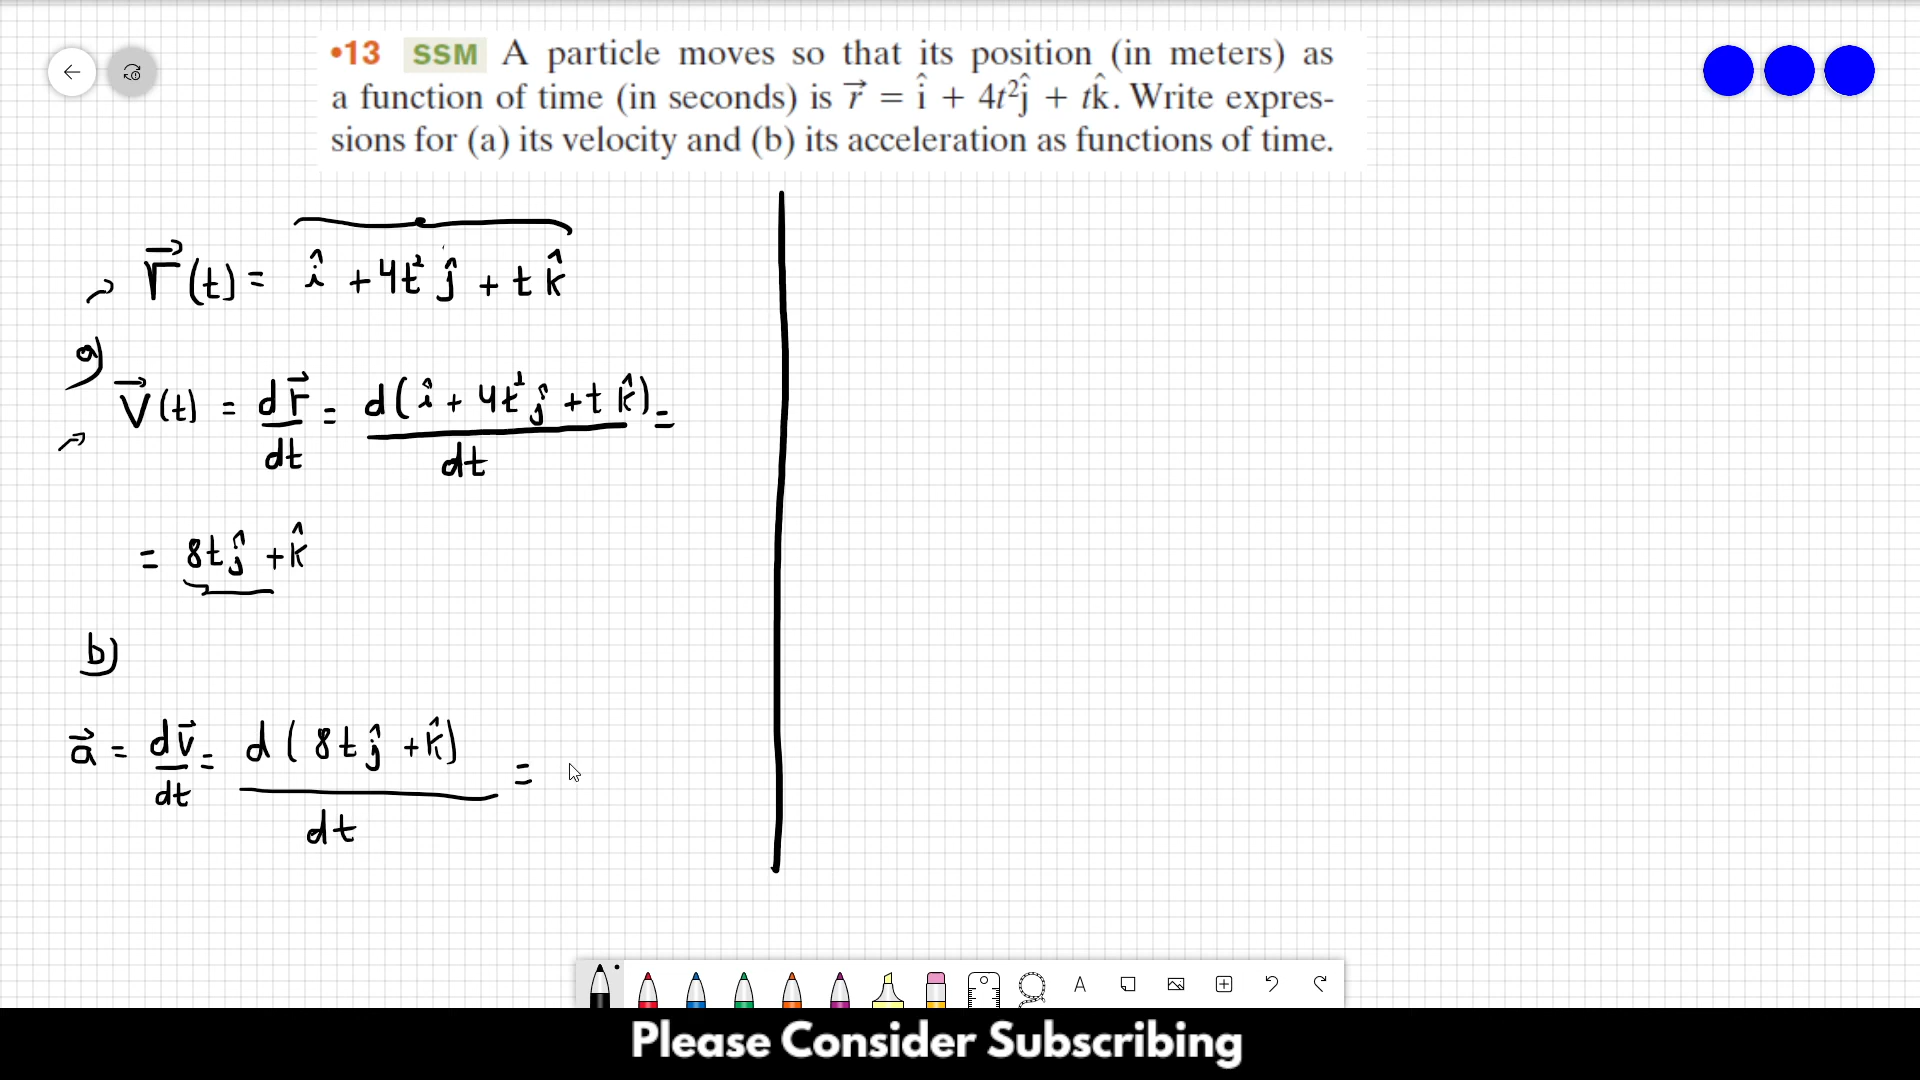 •13 SSM A particle moves so that its position (in meters) as
a function of time (in seconds) is r⃗ = î + 4t²ĵ + tk̂. Write expres-
sions for (a) its velocity and (b) its acceleration as functions of time.
r⃗(t) = î + 4t² ĵ + t k̂
a)
V⃗(t) = dr⃗/dt = d(î + 4t² ĵ + t k̂)/dt =
= 8t ĵ + k̂
b)
a⃗ = dv⃗/dt = d(8t ĵ + k̂)/dt =
A
Please Consider Subscribing